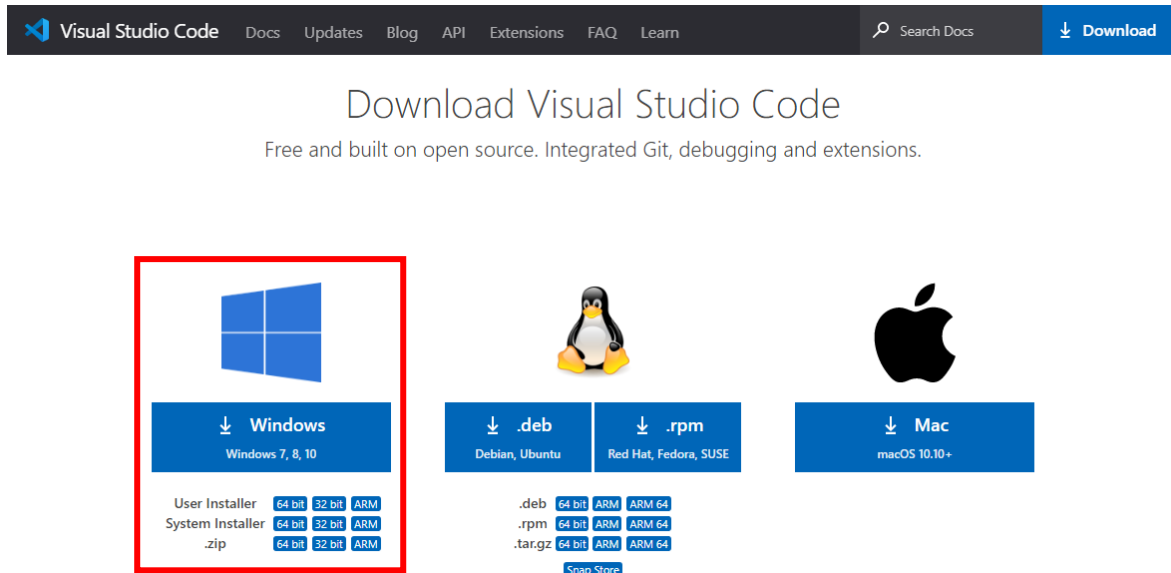 Visual Studio Code Docs Updates Blog API Extensions FAQ Learn Search Docs Download
Download Visual Studio Code
Free and built on open source. Integrated Git, debugging and extensions.
Windows
Windows 7, 8, 10
User Installer 64 bit 32 bit ARM
System Installer 64 bit 32 bit ARM
.zip 64 bit 32 bit ARM
.deb
Debian, Ubuntu
.rpm
Red Hat, Fedora, SUSE
.deb 64 bit ARM ARM 64
.rpm 64 bit ARM ARM 64
.tar.gz 64 bit ARM ARM 64
Snap Store
Mac
macOS 10.10+